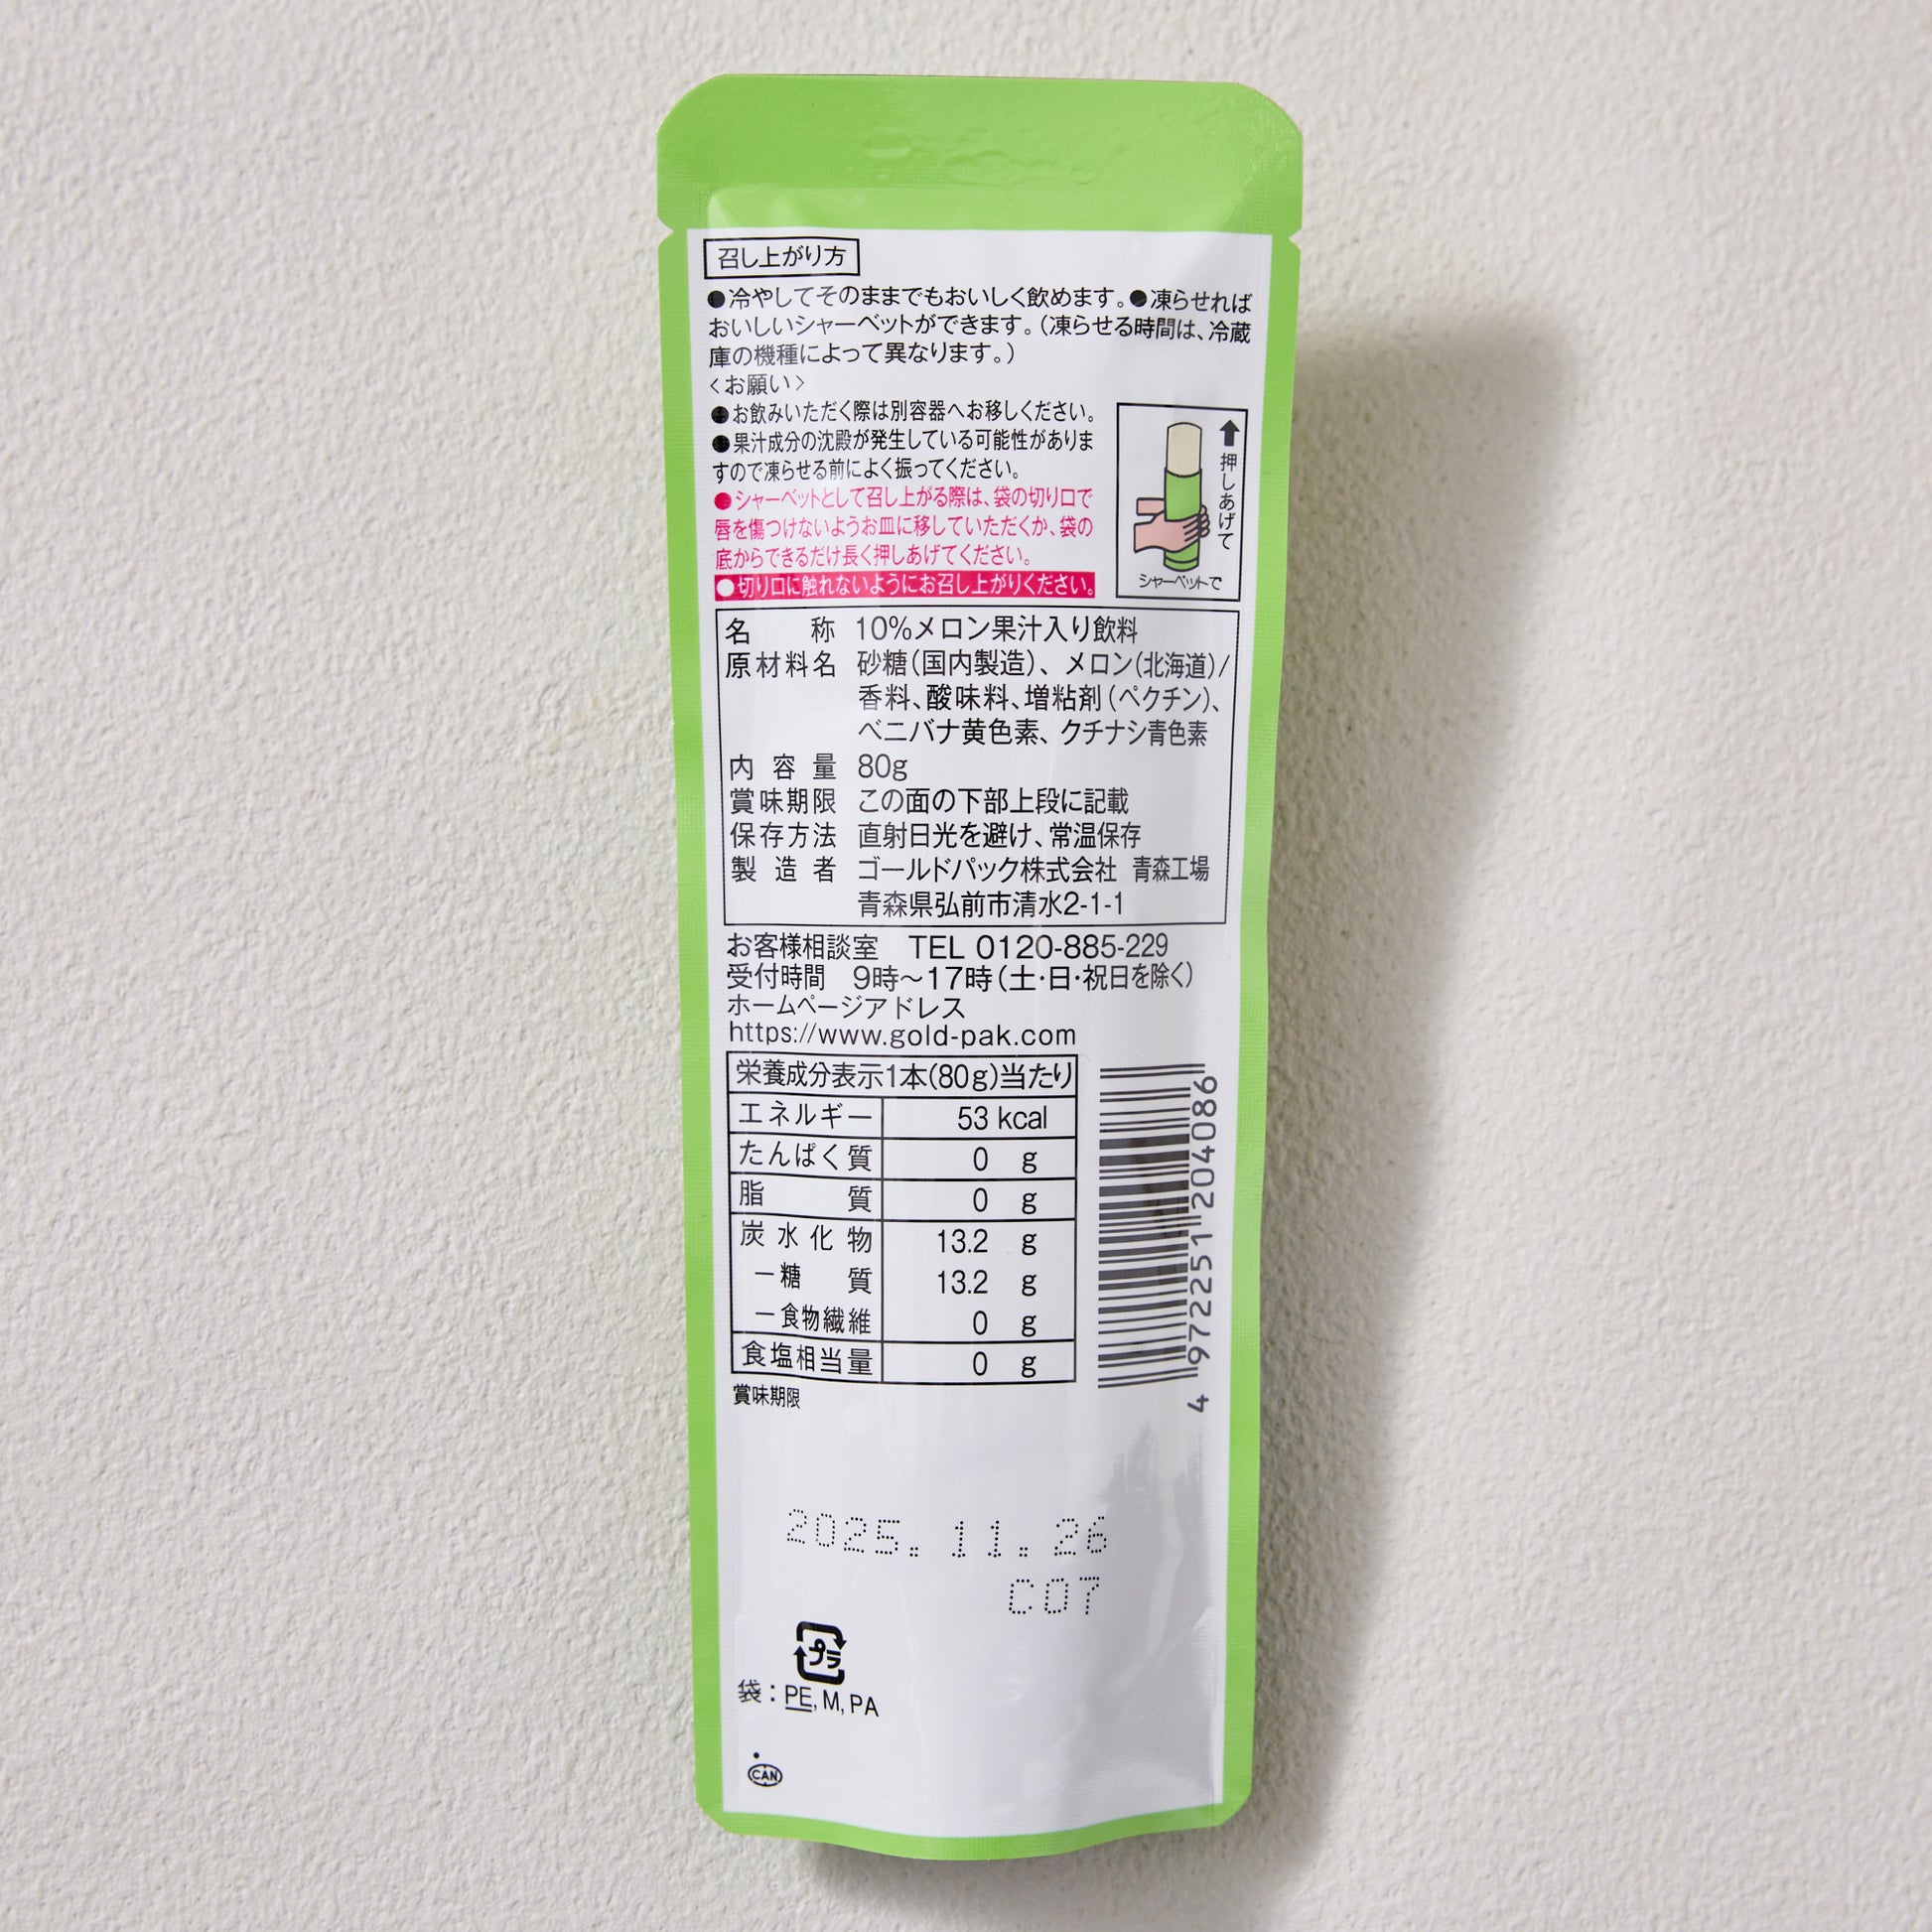 召し上がり方
●冷やしてそのままでもおいしく飲めます。●凍らせれば
おいしいシャーベットができます。(凍らせる時間は、冷蔵
庫の機種によって異なります。)
<お願い>
●お飲みいただく際は別容器へお移しください。
●果汁成分の沈殿が発生している可能性がありま
すので凍らせる前によく振ってください。
●シャーベットとして召し上がる際は、袋の切り口で
唇を傷つけないようお皿に移していただくか、袋の
底からできるだけ長く押しあげてください。
●切り口に触れないようにお召し上がりください。
押しあげて
シャーベットで
名称 10%メロン果汁入り飲料
原材料名 砂糖(国内製造)、メロン(北海道)/
香料、酸味料、増粘剤(ペクチン)、
ベニバナ黄色素、クチナシ青色素
内容量 80g
賞味期限 この面の下部上段に記載
保存方法 直射日光を避け、常温保存
製造者 ゴールドパック株式会社 青森工場
青森県弘前市清水2-1-1
お客様相談室 TEL 0120-885-229
受付時間 9時〜17時(土・日・祝日を除く)
ホームページアドレス
https://www.gold-pak.com
栄養成分表示1本(80g)当たり
エネルギー 53 kcal
たんぱく質 0 g
脂質 0 g
炭水化物 13.2 g
－糖質 13.2 g
－食物繊維 0 g
食塩相当量 0 g
4 972251 204086
賞味期限
2025.11.26
C07
プラ
袋：PE, M, PA
CAN